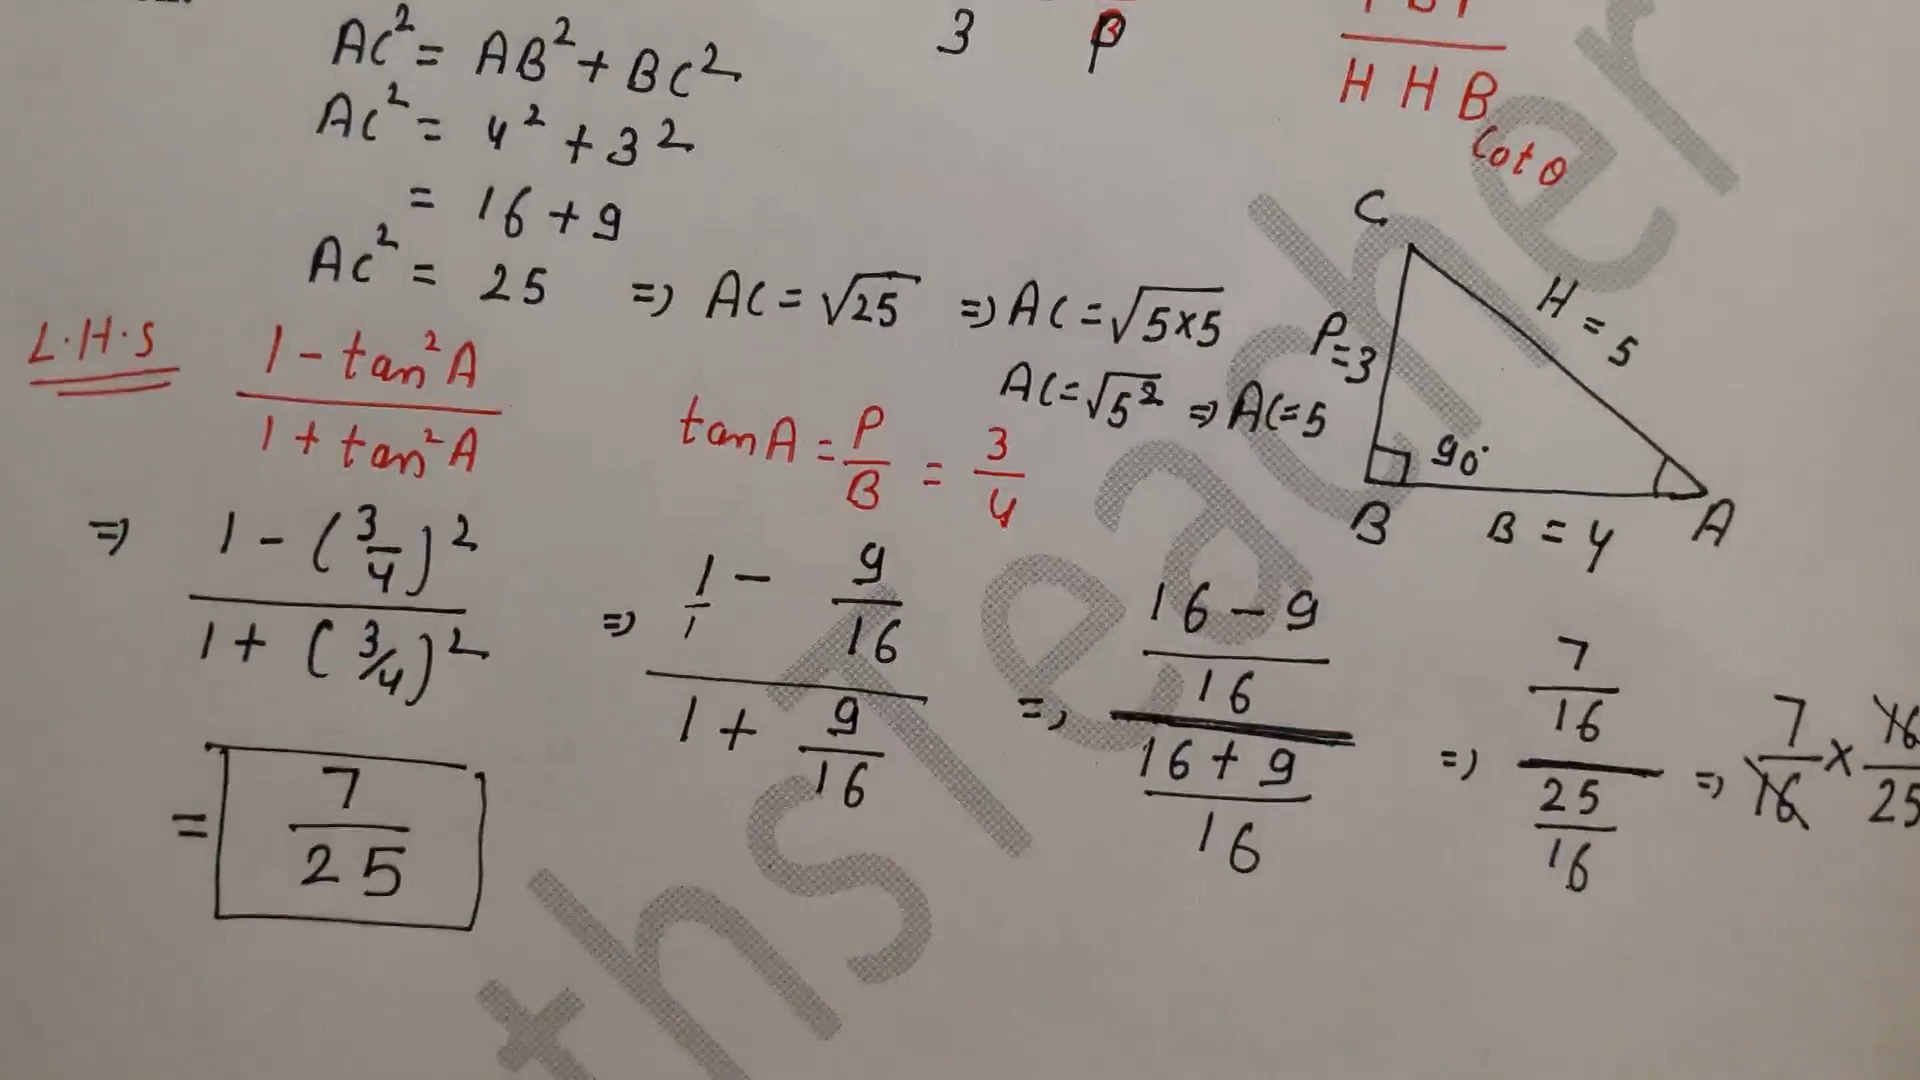 AC² = AB² + BC²
3 P
H H B
Cot θ
AC² = 4² + 3²
= 16 + 9
AC² = 25 => AC = √25 => AC = √5×5
AC = √5² => AC = 5
C
P = 3
H = 5
90°
B
B = 4
A
L.H.S
1 - tan²A / 1 + tan²A
tan A = P/B = 3/4
=> 1 - (3/4)² / 1 + (3/4)²
=> 1/1 - 9/16 / 1 + 9/16
=> 16 - 9 / 16 / 16 + 9 / 16
=> 7/16 / 25/16
=> 7/16 × 16/25
= 7/25
thsTeacher